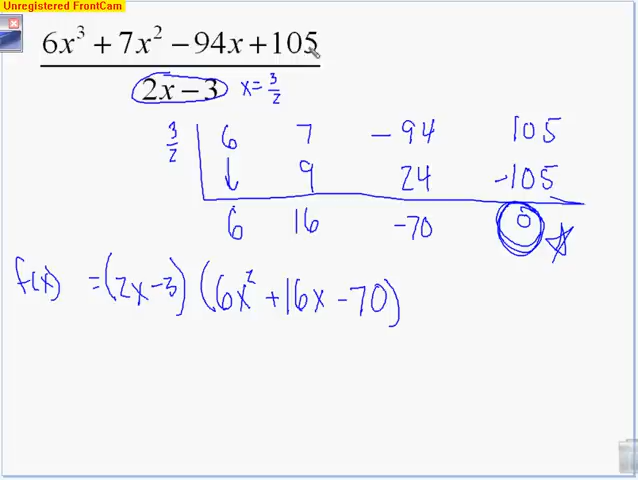 Unregistered FrontCam
6x³ + 7x² − 94x + 105
2x − 3 x = 3/2
3/2 6 7 − 94 105
↓ 9 24 -105
6 16 -70 0 ☆
f(x) = (2x − 3) (6x² + 16x − 70)